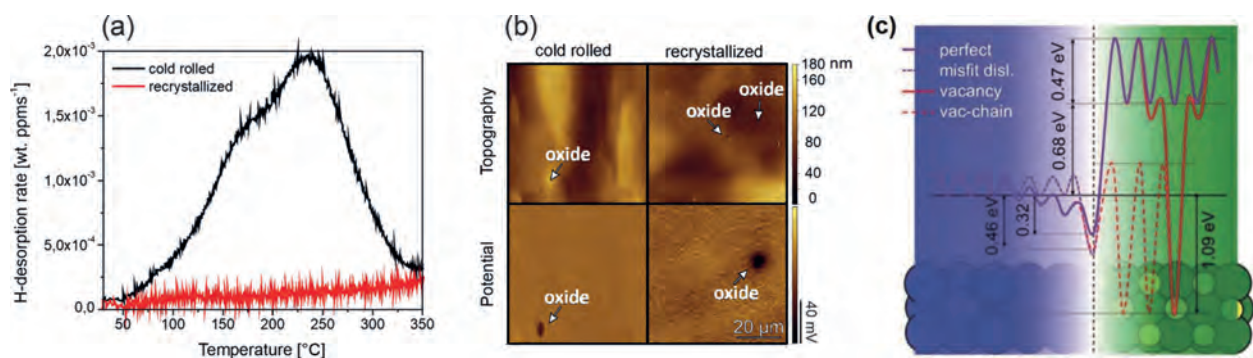 (a)
2,0x10⁻³
1,5x10⁻³
1,0x10⁻³
5,0x10⁻⁴
0,0
H-desorption rate [wt. ppms⁻¹]
cold rolled
recrystallized
50 100 150 200 250 300 350
Temperature [°C]
(b)
cold rolled recrystallized
Topography
oxide
oxide
oxide
180 nm
160
120
80
40
0
Potential
oxide
oxide
20 µm
40 mV
(c)
perfect
misfit disl.
vacancy
vac-chain
0.47 eV
0.68 eV
0.46 eV
0.32
1.09 eV